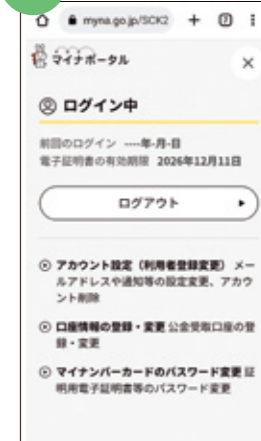 myna.go.jp/SCK2
マイナポータル
ログイン中
前回のログイン ----年-月-日
電子証明書の有効期限 2026年12月11日
ログアウト
アカウント設定(利用者登録変更) メー
ルアドレスや通知等の設定変更、アカウ
ント削除
口座情報の登録・変更 公金受取口座の登
録・変更
マイナンバーカードのパスワード変更 証
明用電子証明書等のパスワード変更